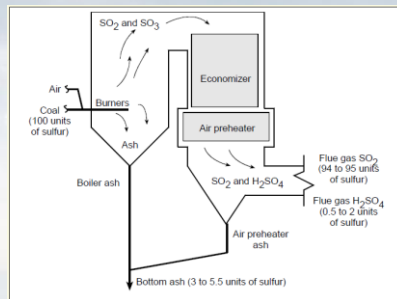 SO2 and SO3
Economizer
Air
Coal
(100 units
of sulfur)
Burners
Ash
Air preheater
Boiler ash
SO2 and H2SO4
Flue gas SO2
(94 to 95 units
of sulfur)
Flue gas H2SO4
(0.5 to 2 units
of sulfur)
Air preheater
ash
Bottom ash (3 to 5.5 units of sulfur)